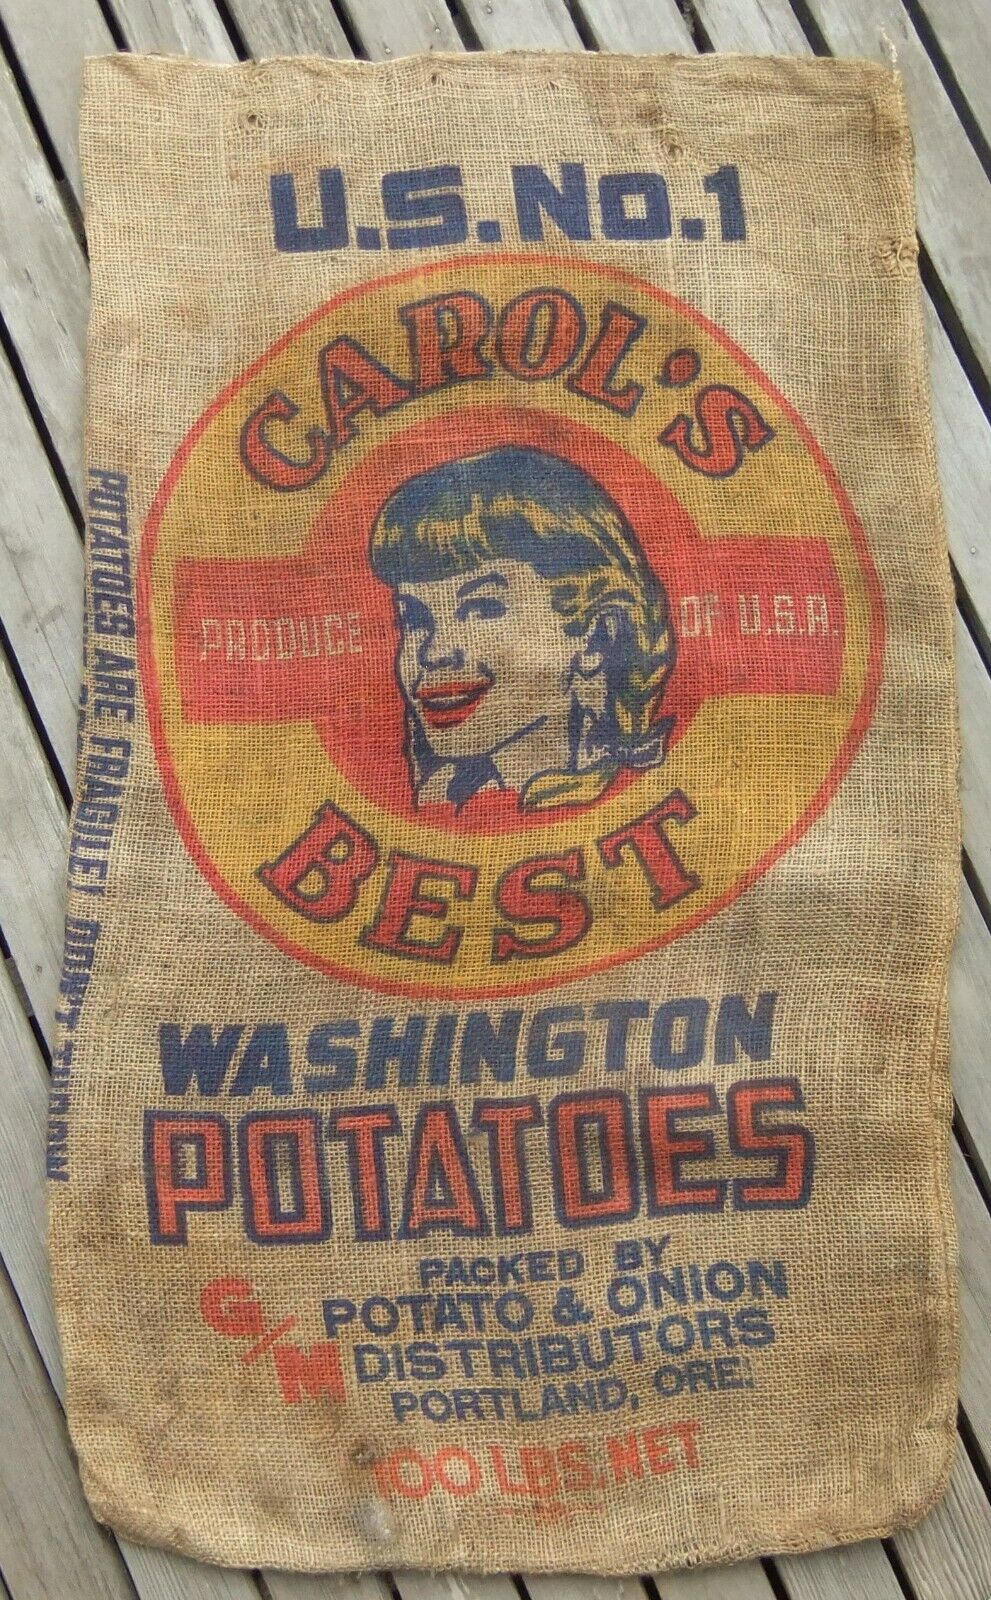 U.S. No. 1
CAROL'S
PRODUCE OF U.S.A.
BEST
WASHINGTON
POTATOES
PACKED BY
POTATO & ONION
DISTRIBUTORS
PORTLAND, ORE.
G/M
100 LBS. NET
POTATOES ARE FRAGILE! DON'T